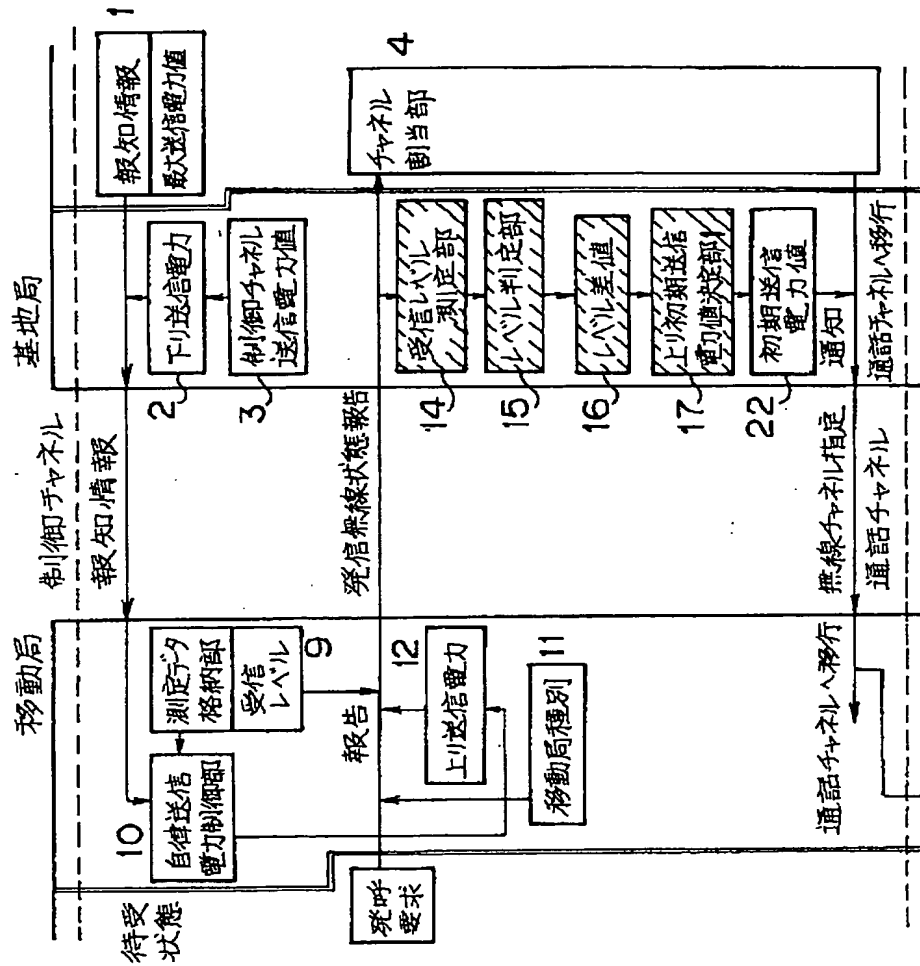 移動局
制御チャネル
基地局
待受
状態
10
自律送信
電力制御部
測定データ
格納部
受信
レベル
9
報知情報
2
下り送信電力
3
制御チャネル
送信電力値
報知情報
最大送信電力値
1
発呼
要求
報告
12
上り送信電力
移動局種別
11
発信無線状態報告
14
受信レベル
測定部
15
レベル判定部
16
レベル差値
17
上り初期送信
電力値決定部1
22
初期送信
電力値
通知
チャネル
割当部
4
無線チャネル指定
通話チャネルへ移行
通話チャネル
通話チャネルへ移行